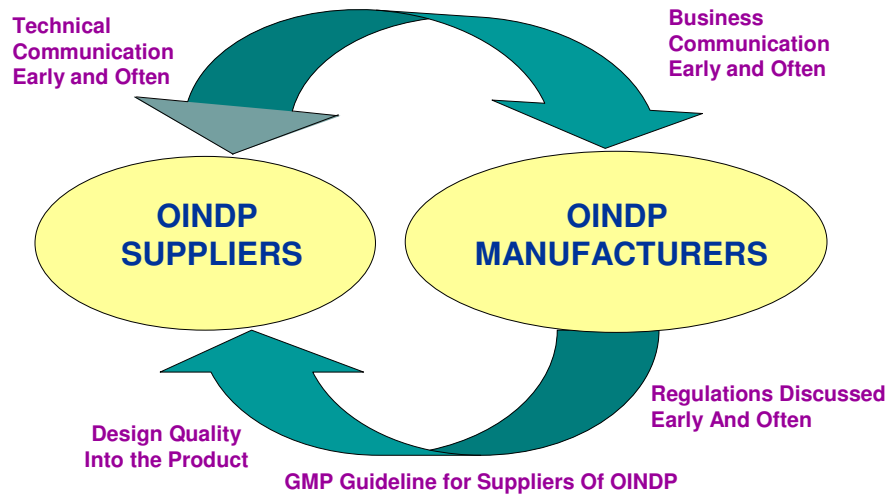 Technical
Communication
Early and Often
Business
Communication
Early and Often
OINDP
SUPPLIERS
OINDP
MANUFACTURERS
Regulations Discussed
Early And Often
Design Quality
Into the Product
GMP Guideline for Suppliers Of OINDP